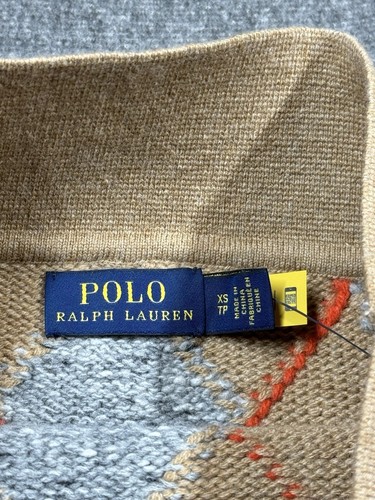 POLO
RALPH LAUREN
XS
TP
MADE IN
CHINA
FABRIQUÉ EN
CHINE